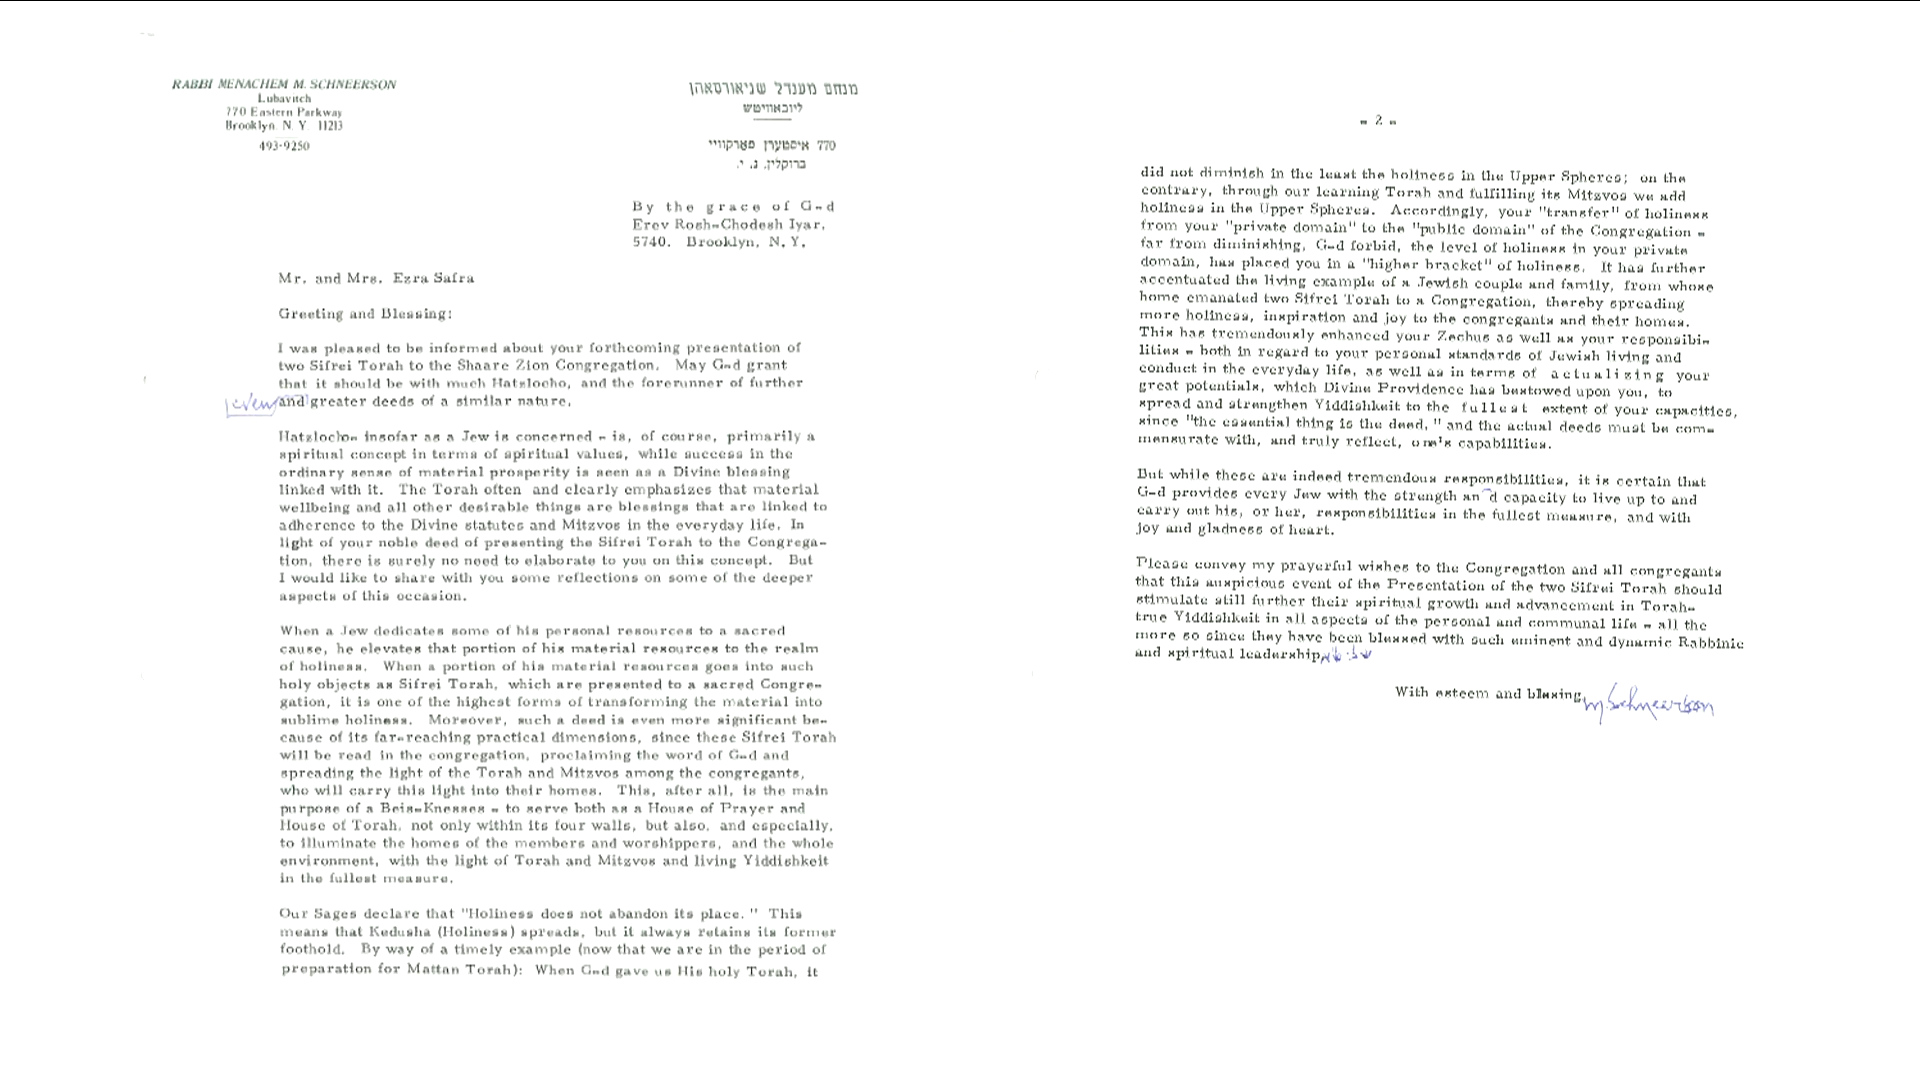 RABBI MENACHEM M. SCHNEERSON
Lubavitch
770 Eastern Parkway
Brooklyn. N. Y 11213
493-9250
מנחם מענדל שניאורסאהן
ליובאוויטש
770 איסטערן פארקוויי
ברוקלין, נ. י.
By the grace of G-d
Erev Rosh-Chodesh Iyar,
5740. Brooklyn, N. Y.
Mr. and Mrs. Ezra Safra
Greeting and Blessing:
I was pleased to be informed about your forthcoming presentation of
two Sifrei Torah to the Shaare Zion Congregation. May G-d grant
that it should be with much Hatzlocho, and the forerunner of further
even
and greater deeds of a similar nature.
Hatzlocho- insofar as a Jew is concerned - is, of course, primarily a
spiritual concept in terms of spiritual values, while success in the
ordinary sense of material prosperity is seen as a Divine blessing
linked with it. The Torah often and clearly emphasizes that material
wellbeing and all other desirable things are blessings that are linked to
adherence to the Divine statutes and Mitzvos in the everyday life. In
light of your noble deed of presenting the Sifrei Torah to the Congrega-
tion, there is surely no need to elaborate to you on this concept. But
I would like to share with you some reflections on some of the deeper
aspects of this occasion.
When a Jew dedicates some of his personal resources to a sacred
cause, he elevates that portion of his material resources to the realm
of holiness. When a portion of his material resources goes into such
holy objects as Sifrei Torah, which are presented to a sacred Congre-
gation, it is one of the highest forms of transforming the material into
sublime holiness. Moreover, such a deed is even more significant be-
cause of its far-reaching practical dimensions, since these Sifrei Torah
will be read in the congregation, proclaiming the word of G-d and
spreading the light of the Torah and Mitzvos among the congregants,
who will carry this light into their homes. This, after all, is the main
purpose of a Beis-Knesses - to serve both as a House of Prayer and
House of Torah, not only within its four walls, but also, and especially,
to illuminate the homes of the members and worshippers, and the whole
environment, with the light of Torah and Mitzvos and living Yiddishkeit
in the fullest measure.
Our Sages declare that "Holiness does not abandon its place." This
means that Kedusha (Holiness) spreads, but it always retains its former
foothold. By way of a timely example (now that we are in the period of
preparation for Mattan Torah): When G-d gave us His holy Torah, it
- 2 -
did not diminish in the least the holiness in the Upper Spheres; on the
contrary, through our learning Torah and fulfilling its Mitzvos we add
holiness in the Upper Spheres. Accordingly, your "transfer" of holiness
from your "private domain" to the "public domain" of the Congregation -
far from diminishing, G-d forbid, the level of holiness in your private
domain, has placed you in a "higher bracket" of holiness. It has further
accentuated the living example of a Jewish couple and family, from whose
home emanated two Sifrei Torah to a Congregation, thereby spreading
more holiness, inspiration and joy to the congregants and their homes.
This has tremendously enhanced your Zechus as well as your responsibi-
lities - both in regard to your personal standards of Jewish living and
conduct in the everyday life, as well as in terms of actualizing your
great potentials, which Divine Providence has bestowed upon you, to
spread and strengthen Yiddishkeit to the fullest extent of your capacities,
since "the essential thing is the deed," and the actual deeds must be com-
mensurate with, and truly reflect, one's capabilities.
But while these are indeed tremendous responsibilities, it is certain that
G-d provides every Jew with the strength and capacity to live up to and
carry out his, or her, responsibilities in the fullest measure, and with
joy and gladness of heart.
Please convey my prayerful wishes to the Congregation and all congregants
that this auspicious event of the Presentation of the two Sifrei Torah should
stimulate still further their spiritual growth and advancement in Torah-
true Yiddishkeit in all aspects of the personal and communal life - all the
more so since they have been blessed with such eminent and dynamic Rabbinic
and spiritual leadership,
With esteem and blessing,
M. Schneerson